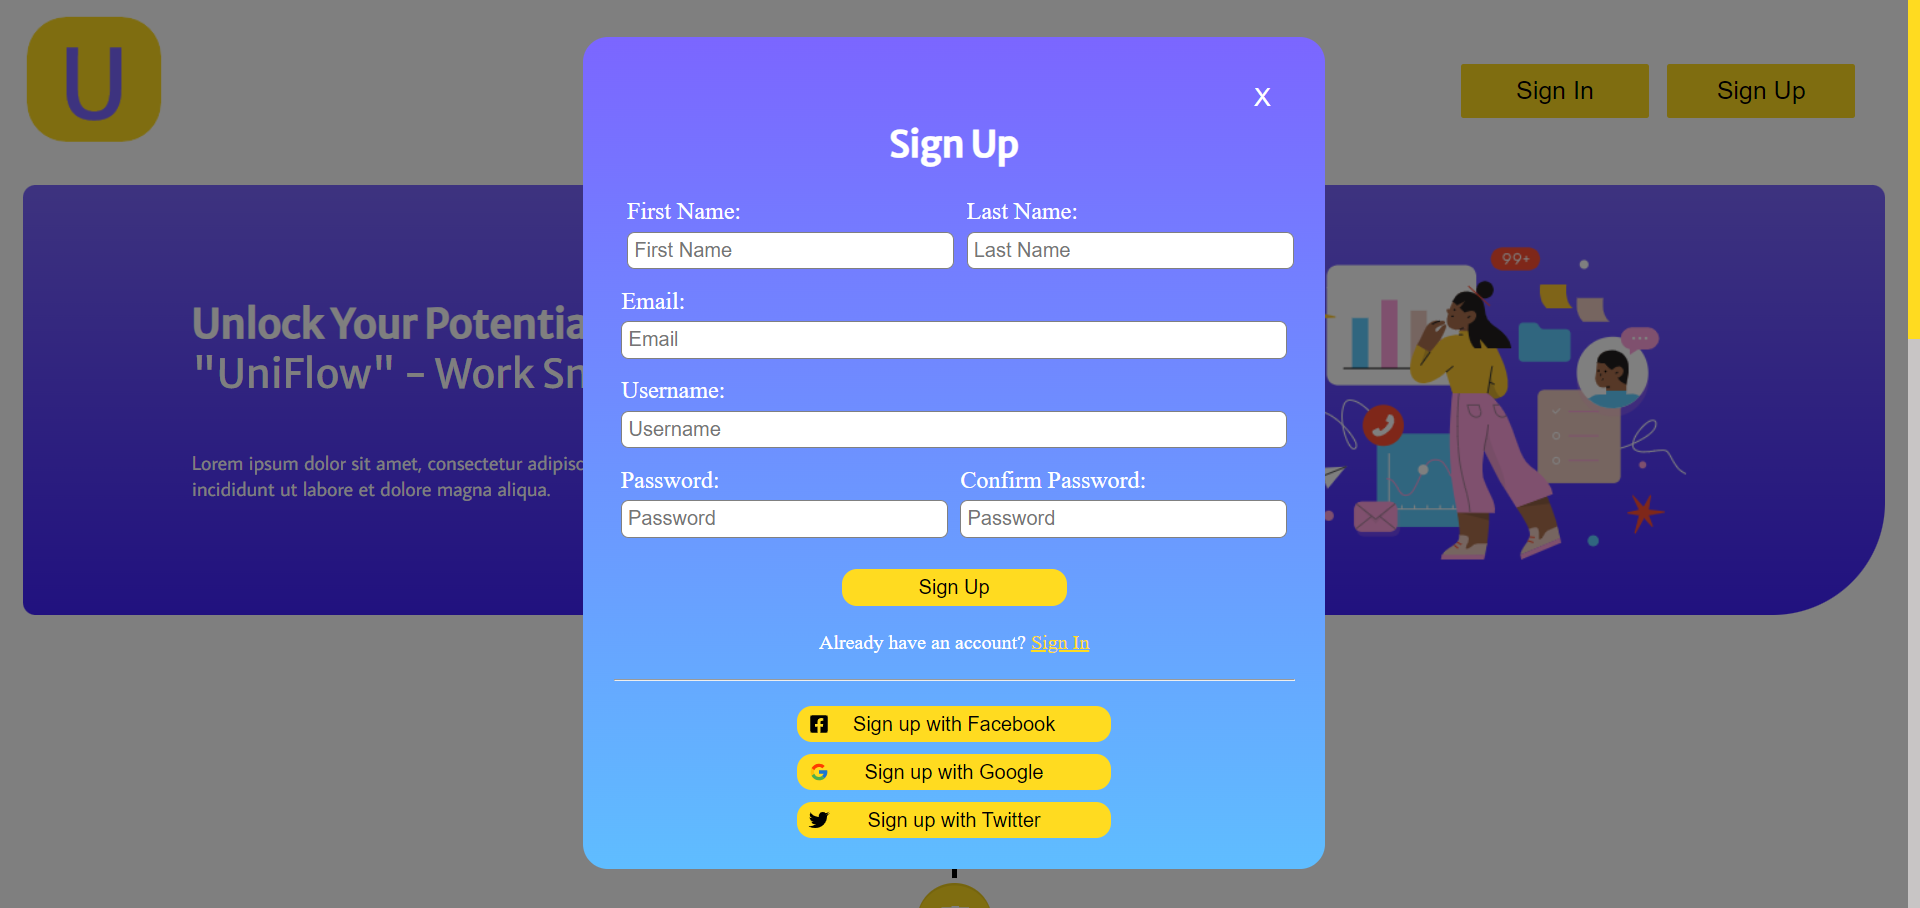 U
Sign In
Sign Up
X
Sign Up
First Name:
Last Name:
First Name
Last Name
Email:
Email
Username:
Username
Password:
Confirm Password:
Password
Password
Sign Up
Already have an account? Sign In
Sign up with Facebook
Sign up with Google
Sign up with Twitter
Unlock Your
"UniFlow" - Work
Lorem ipsum dolor sit amet, consectetur
incididunt ut labore et dolore magna aliqua.
99+